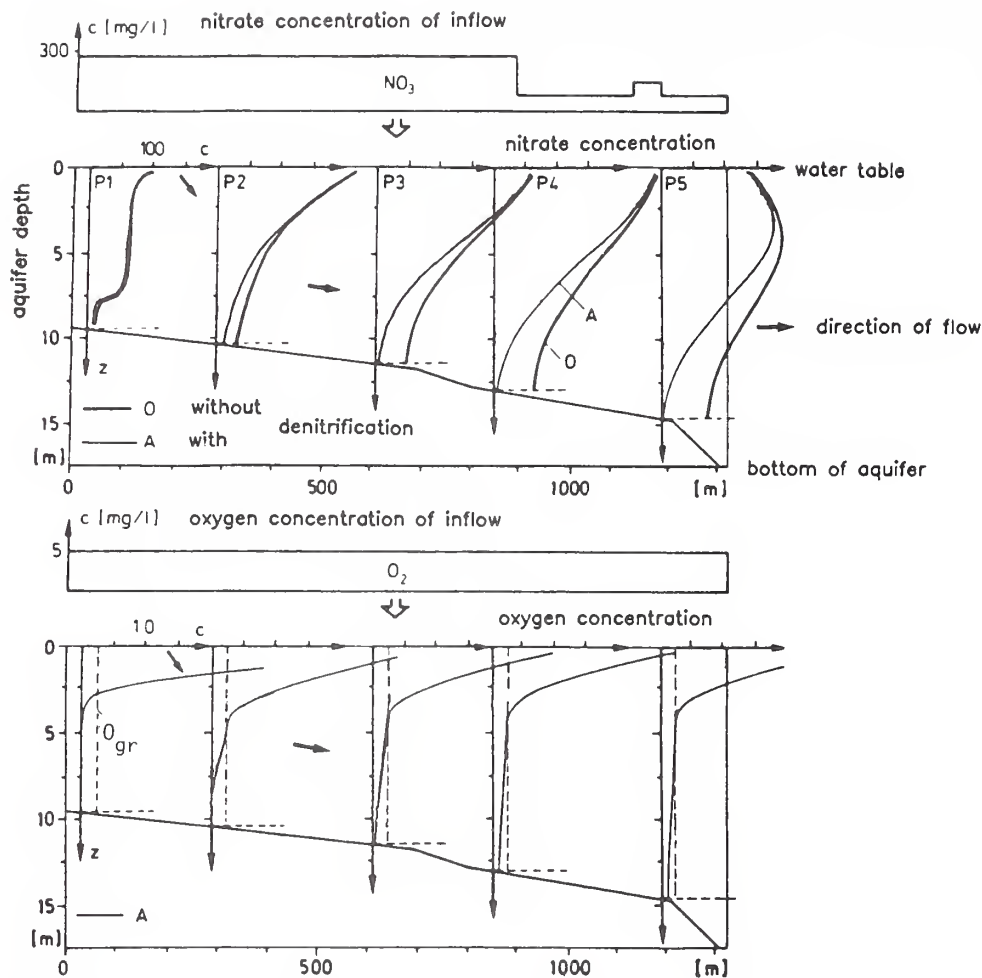 c [mg/l] nitrate concentration of inflow
300
NO3
100 c nitrate concentration
0 P1 P2 P3 P4 P5 water table
aquifer depth
5
A
direction of flow
10
O
z
O without
denitrification
A with
15
[m]
bottom of aquifer
0 500 1000 [m]
c [mg/l] oxygen concentration of inflow
5
O2
1.0 c oxygen concentration
0
5
Ogr
10
z
15
A
[m]
0 500 1000 [m]